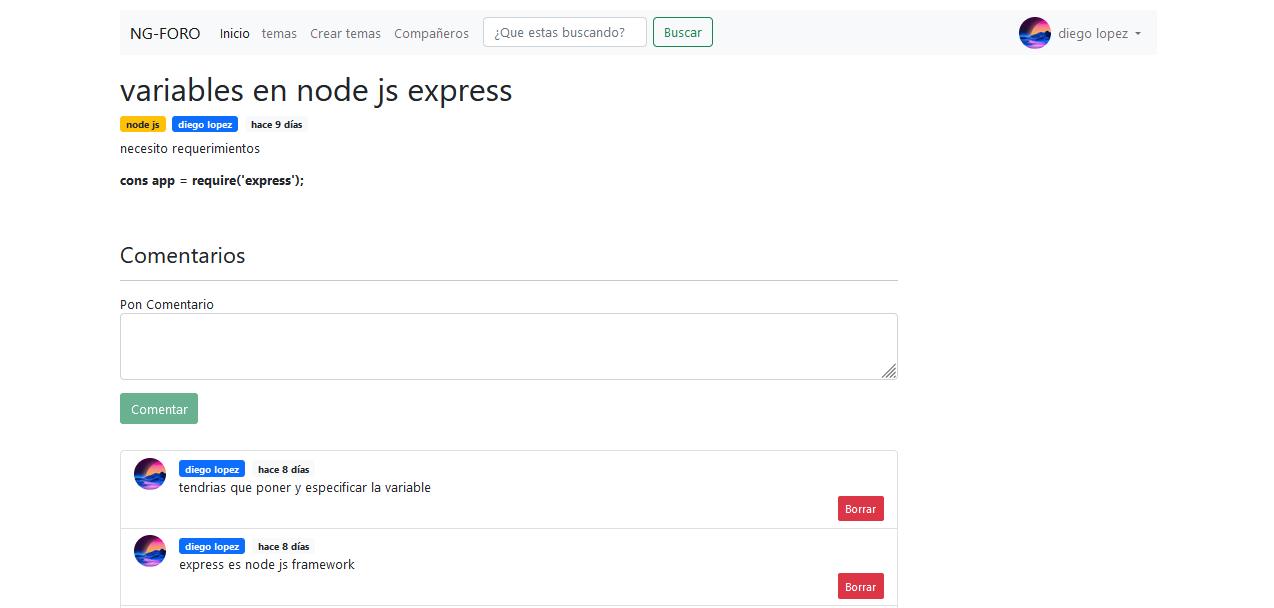 NG-FORO Inicio temas Crear temas Compañeros ¿Que estas buscando? Buscar diego lopez
variables en node js express
node js diego lopez hace 9 días
necesito requerimientos
cons app = require('express');
Comentarios
Pon Comentario
Comentar
diego lopez hace 8 días
tendrias que poner y especificar la variable
Borrar
diego lopez hace 8 días
express es node js framework
Borrar